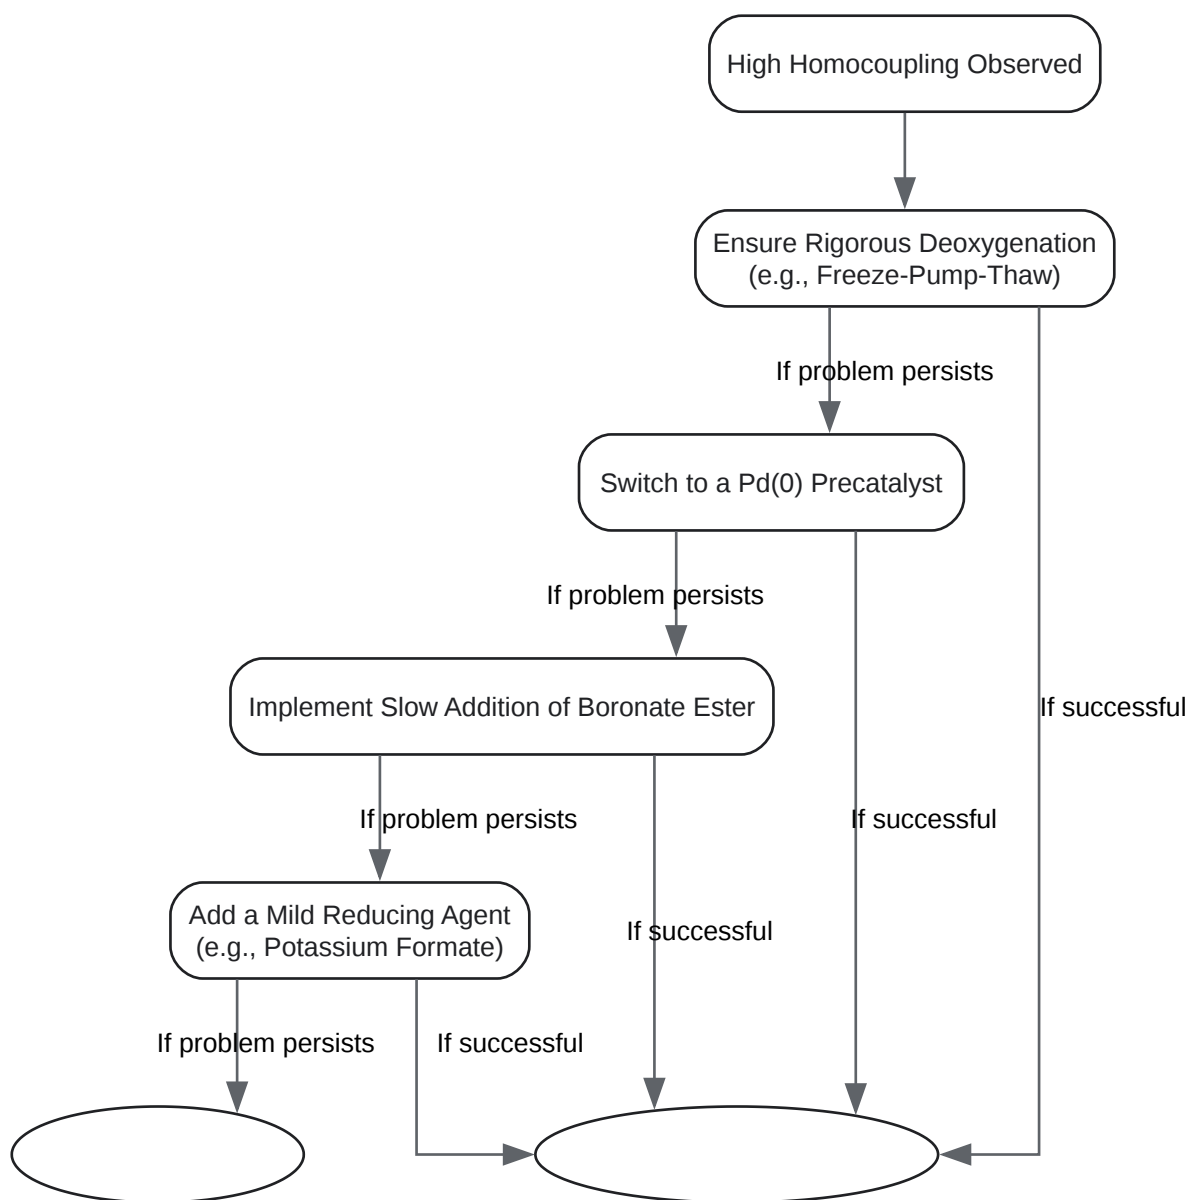 High Homocoupling Observed
Ensure Rigorous Deoxygenation
(e.g., Freeze-Pump-Thaw)
If problem persists
Switch to a Pd(0) Precatalyst
If problem persists
Implement Slow Addition of Boronate Ester
If successful
If problem persists
If successful
Add a Mild Reducing Agent
(e.g., Potassium Formate)
If successful
If problem persists
If successful